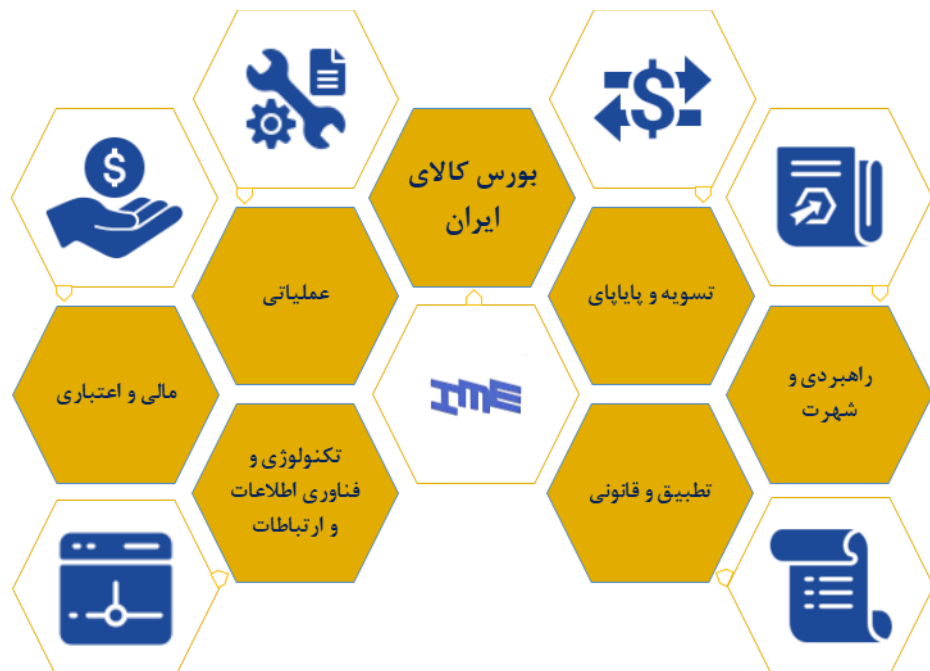 بورس کالای
ایران
تسویه و پایاپای
عملیاتی
راهبردی و
شهرت
IME
مالی و اعتباری
تطبیق و قانونی
تکنولوژی و
فناوری اطلاعات
و ارتباطات